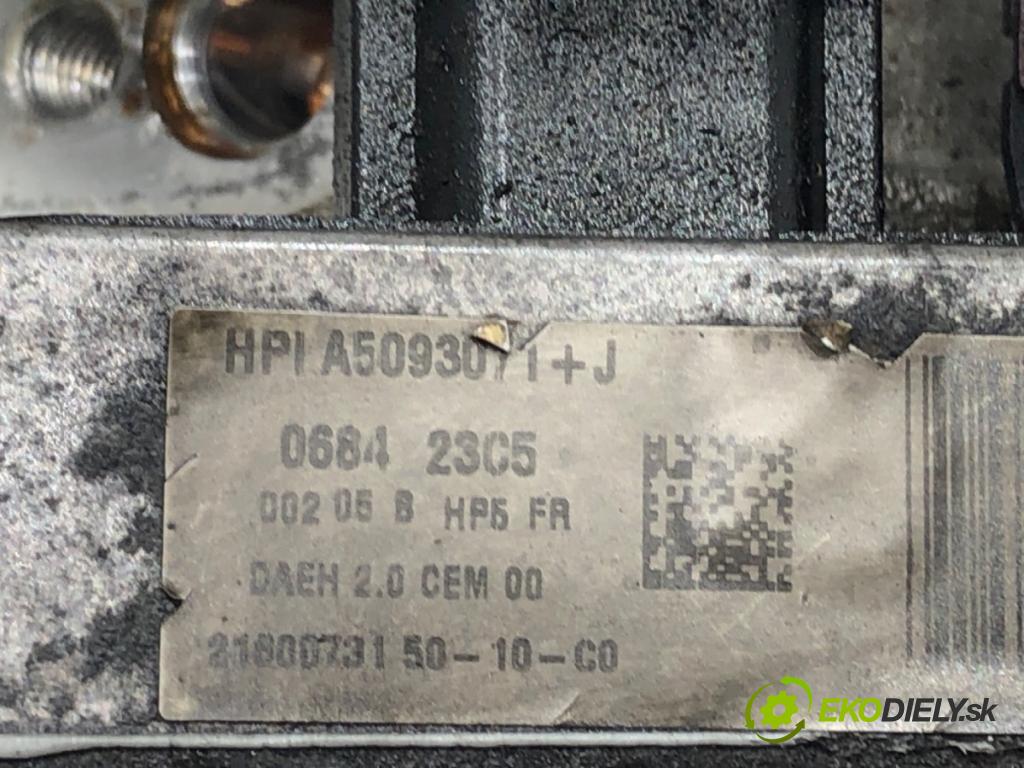 HPI A5093071+J
0684 23C5
002 05 B HP5 FR
DAEH 2.0 CEM 00
21800731 50-10-C0
EKODIELY.sk